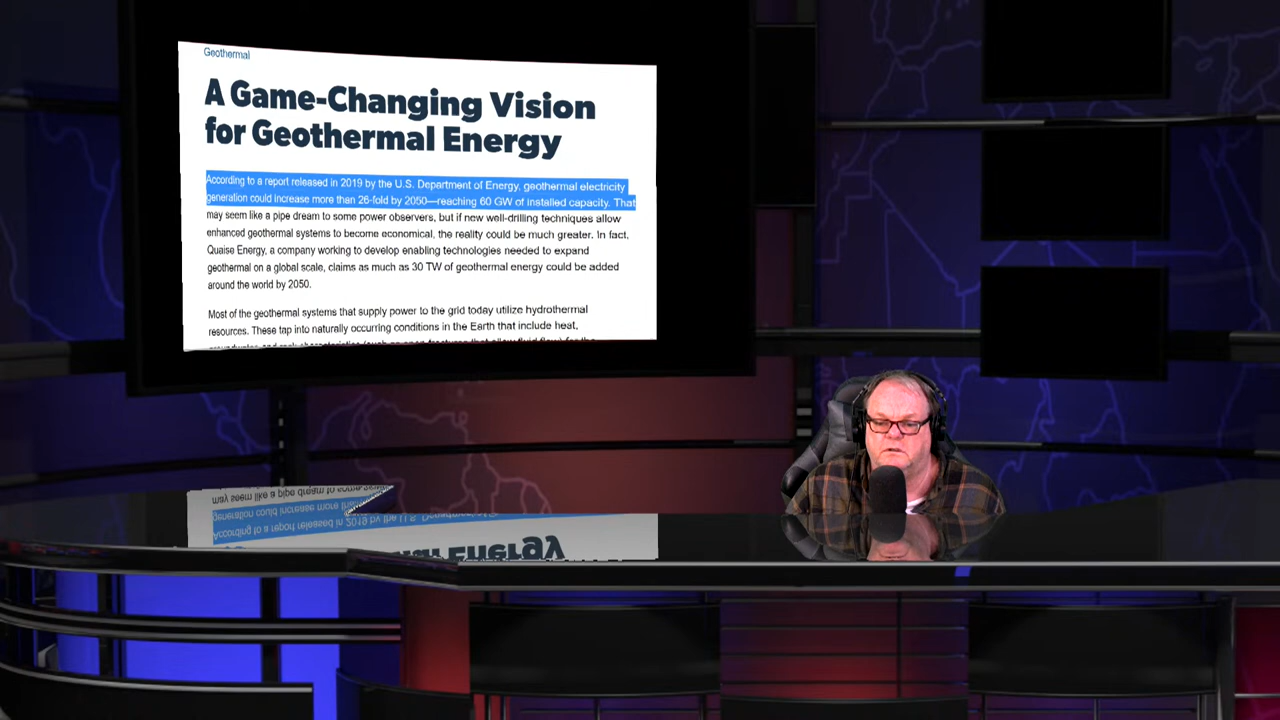 Geothermal
A Game-Changing Vision
for Geothermal Energy
According to a report released in 2019 by the U.S. Department of Energy, geothermal electricity
generation could increase more than 26-fold by 2050—reaching 60 GW of installed capacity. That
may seem like a pipe dream to some power observers, but if new well-drilling techniques allow
enhanced geothermal systems to become economical, the reality could be much greater. In fact,
Quaise Energy, a company working to develop enabling technologies needed to expand
geothermal on a global scale, claims as much as 30 TW of geothermal energy could be added
around the world by 2050.
Most of the geothermal systems that supply power to the grid today utilize hydrothermal
resources. These tap into naturally occurring conditions in the Earth that include heat,